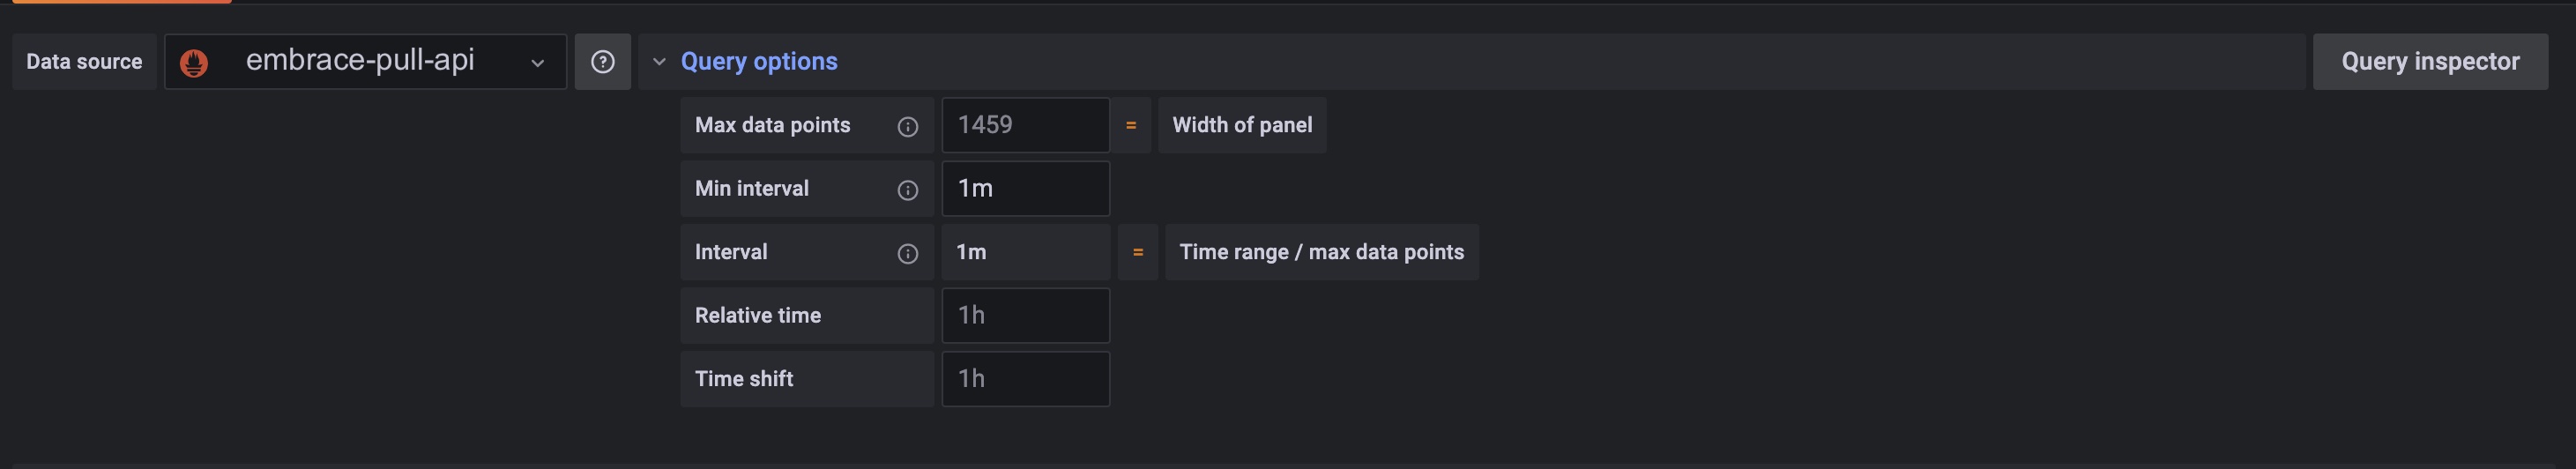 Data source embrace-pull-api Query options Query inspector
Max data points 1459 = Width of panel
Min interval 1m
Interval 1m = Time range / max data points
Relative time 1h
Time shift 1h